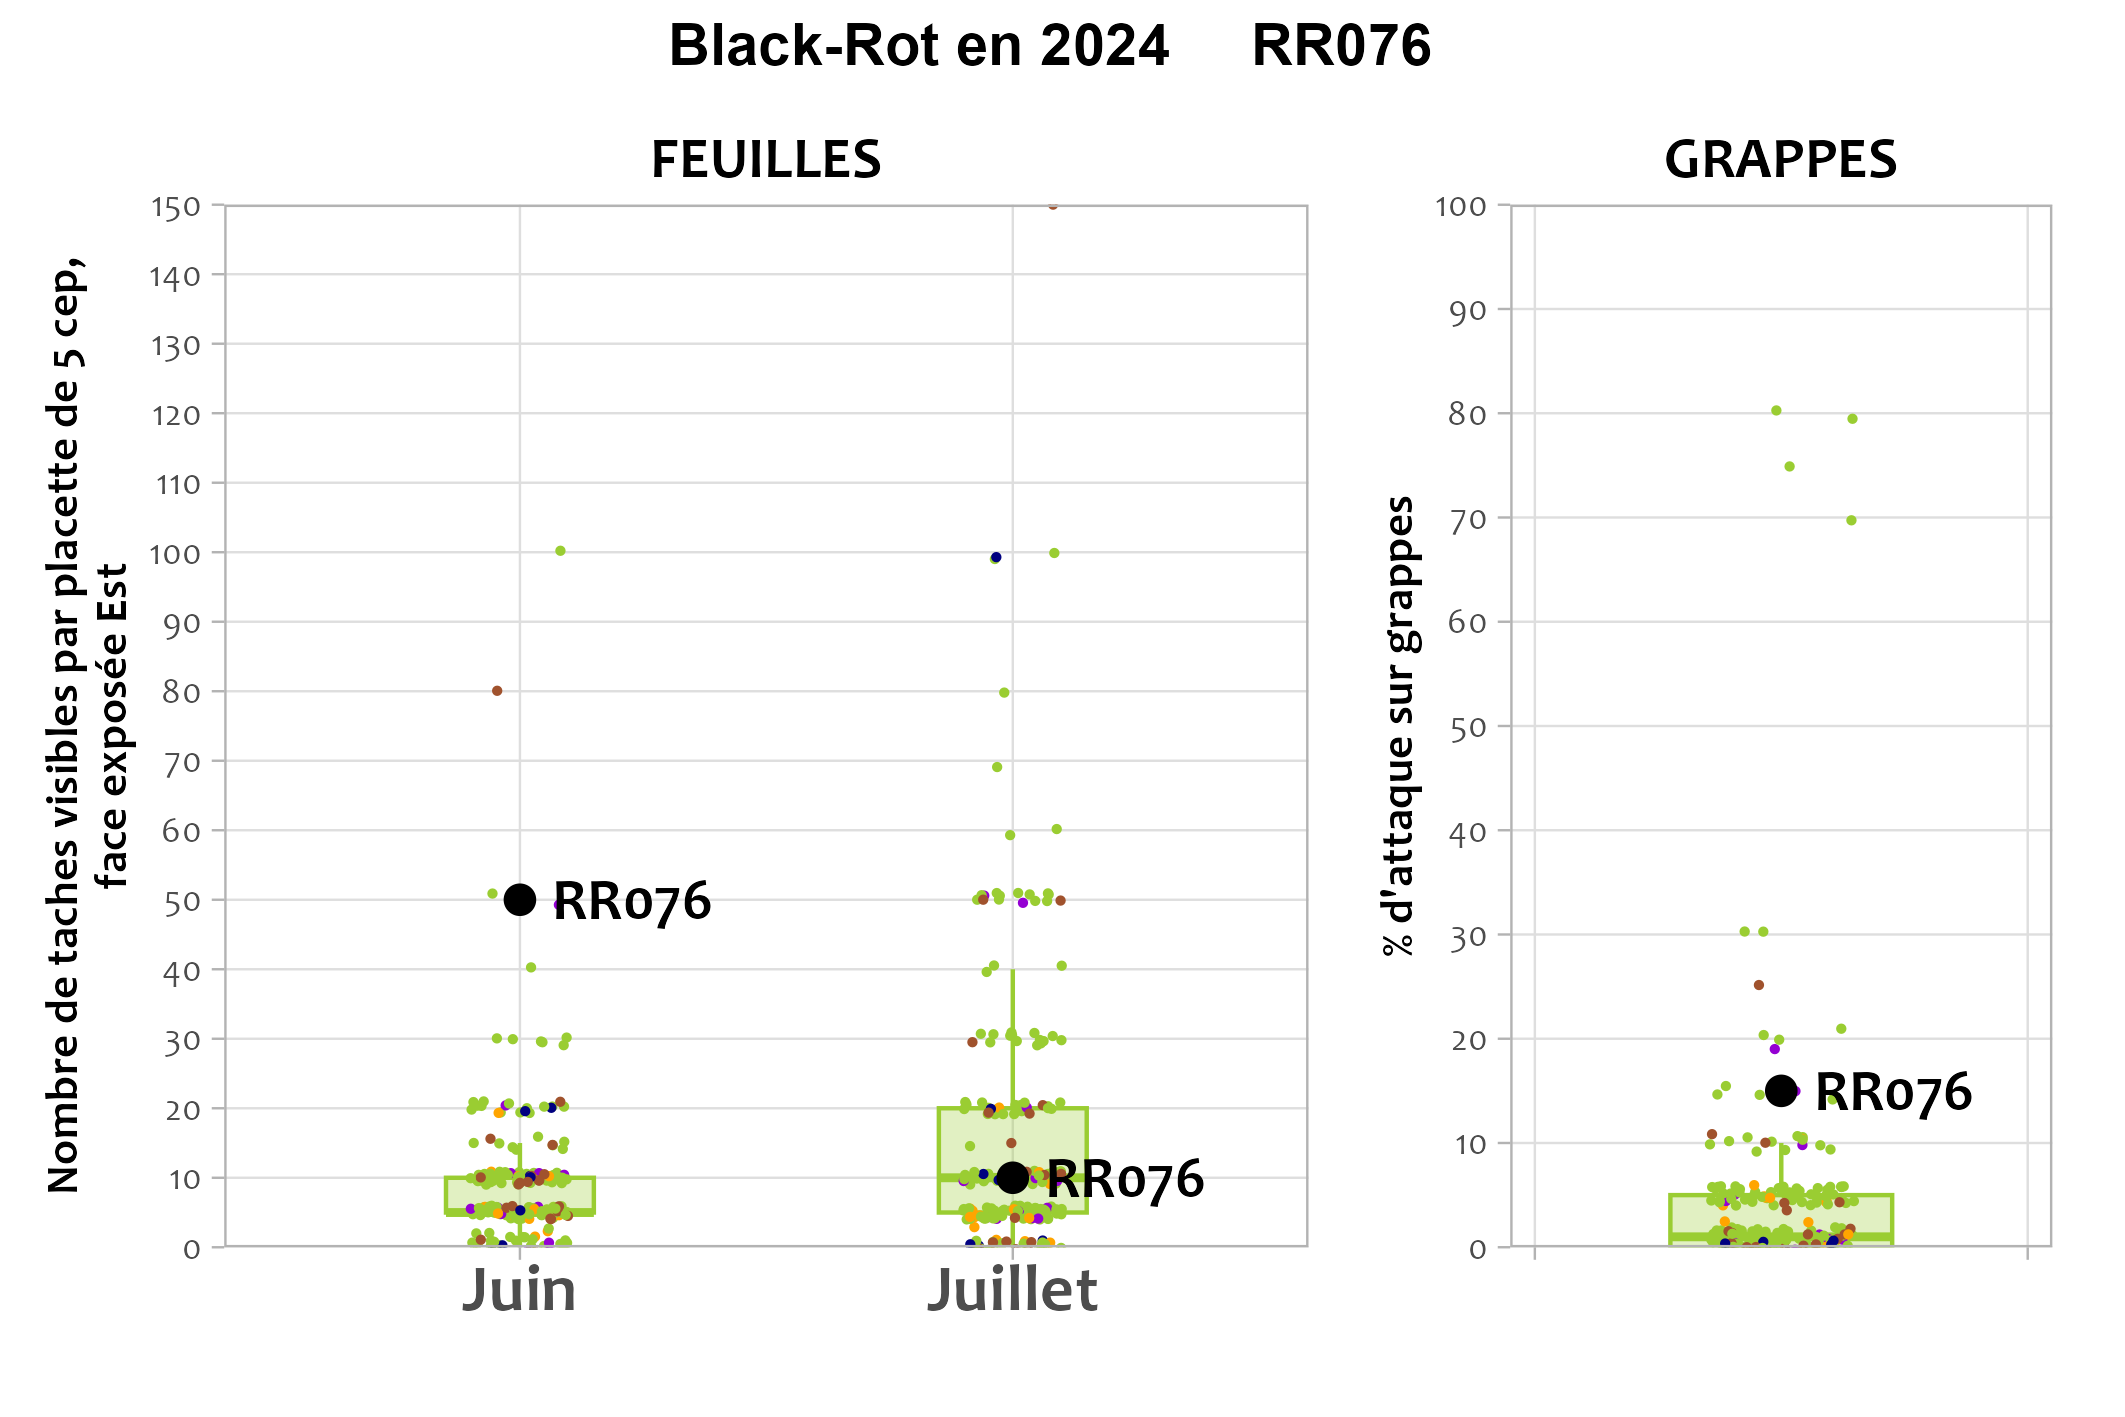 Black-Rot en 2024 RR076
FEUILLES
GRAPPES
Nombre de taches visibles par placette de 5 cep,
face exposée Est
150
140
130
120
110
100
90
80
70
60
50
40
30
20
10
0
RR076
RR076
Juin
Juillet
% d'attaque sur grappes
100
90
80
70
60
50
40
30
20
10
0
RR076